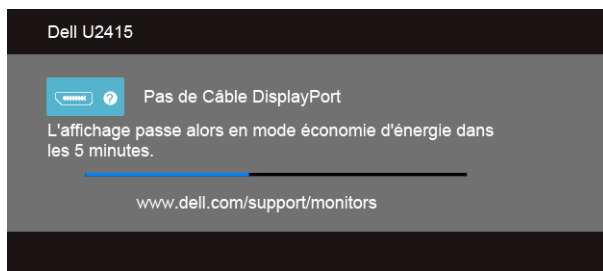 Dell U2415
Pas de Câble DisplayPort
L'affichage passe alors en mode économie d'énergie dans
les 5 minutes.
www.dell.com/support/monitors